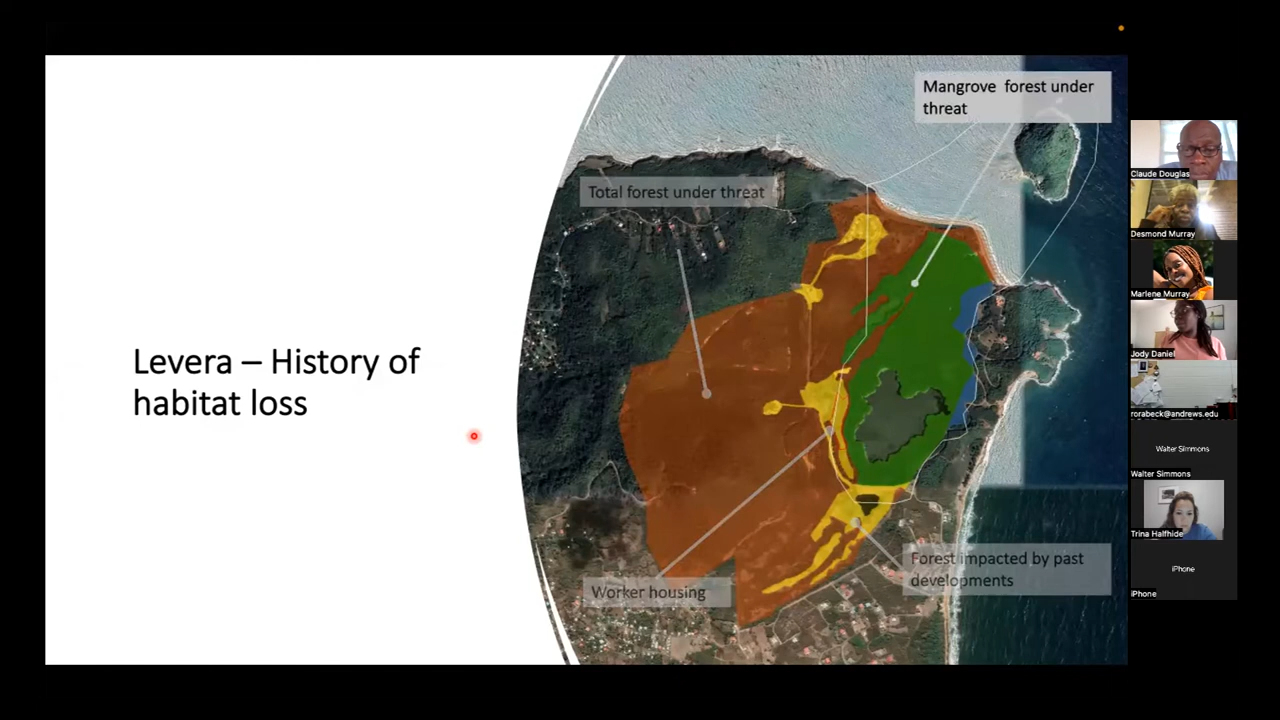 Levera – History of
habitat loss
Mangrove forest under
threat
Total forest under threat
Worker housing
Forest impacted by past
developments
Claude Douglas
Desmond Murray
Marlene Murray
Jody Daniel
rorabeck@andrews.edu
Walter Simmons
Walter Simmons
Trina Halfhide
iPhone
iPhone